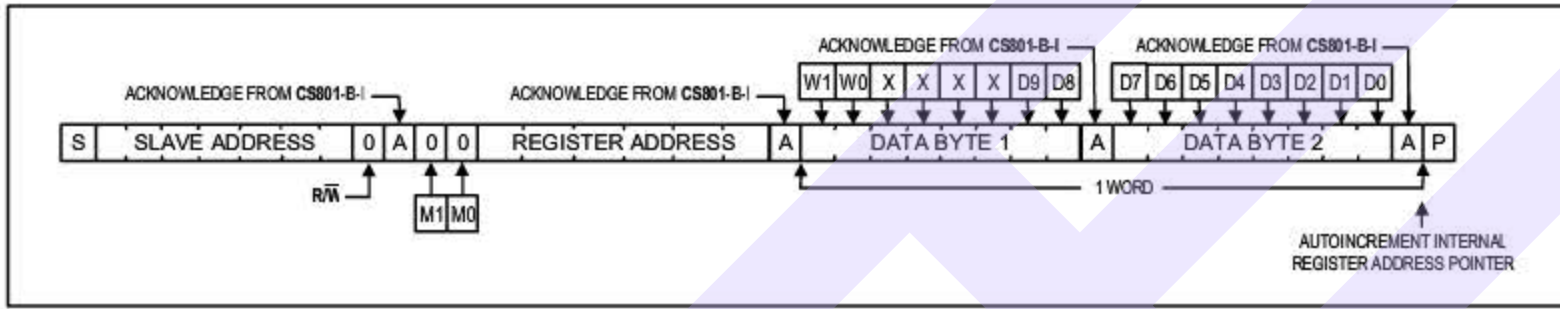 ACKNOWLEDGE FROM CS801-B-I
ACKNOWLEDGE FROM CS801-B-I
W1 W0 X X X X D9 D8
D7 D6 D5 D4 D3 D2 D1 D0
ACKNOWLEDGE FROM CS801-B-I
ACKNOWLEDGE FROM CS801-B-I
S SLAVE ADDRESS 0 A 0 0 REGISTER ADDRESS A DATA BYTE 1 A DATA BYTE 2 A P
R/W̅
1 WORD
M1 M0
AUTOINCREMENT INTERNAL
REGISTER ADDRESS POINTER